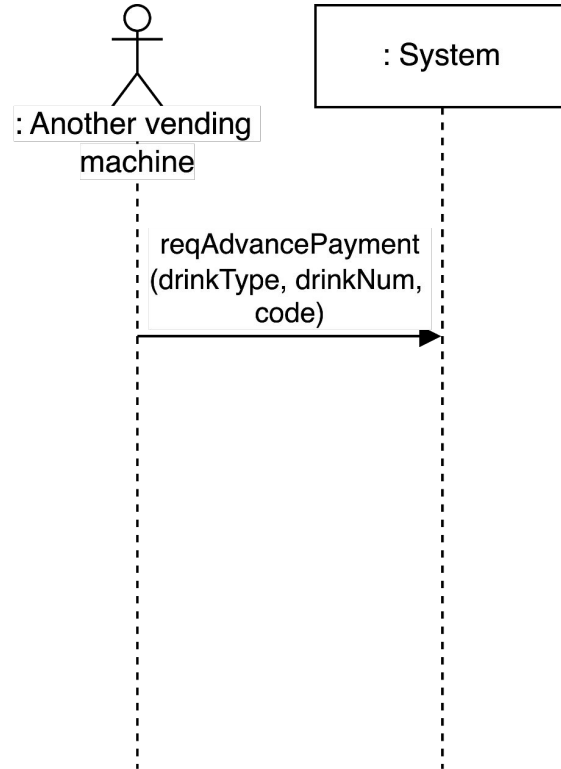 : System
: Another vending
machine
reqAdvancePayment
(drinkType, drinkNum,
code)